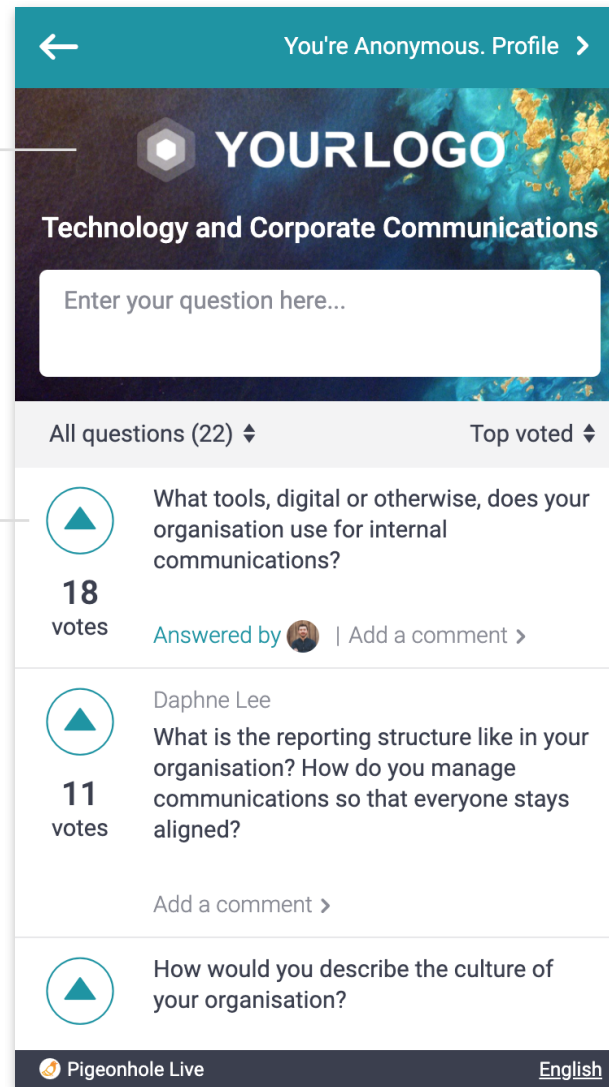 You're Anonymous. Profile
YOURLOGO
Technology and Corporate Communications
Enter your question here...
All questions (22)
Top voted
What tools, digital or otherwise, does your
organisation use for internal
communications?
18
votes
Answered by | Add a comment >
Daphne Lee
What is the reporting structure like in your
organisation? How do you manage
communications so that everyone stays
aligned?
11
votes
Add a comment >
How would you describe the culture of
your organisation?
Pigeonhole Live
English